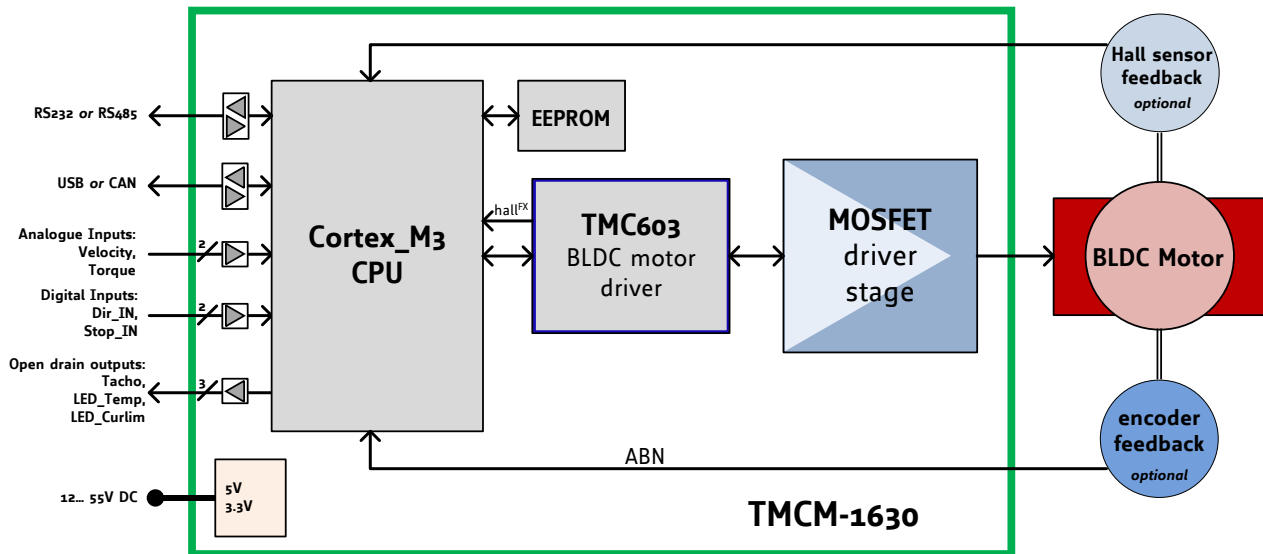 RS232 or RS485
USB or CAN
Analogue Inputs:
Velocity,
Torque
2
Digital Inputs:
Dir_IN,
Stop_IN
2
Open drain outputs:
Tacho,
LED_Temp,
LED_Curlim
3
12... 55V DC
5V
3.3V
Cortex_M3
CPU
EEPROM
hallFX
TMC603
BLDC motor
driver
MOSFET
driver
stage
ABN
TMCM-1630
Hall sensor
feedback
optional
BLDC Motor
encoder
feedback
optional